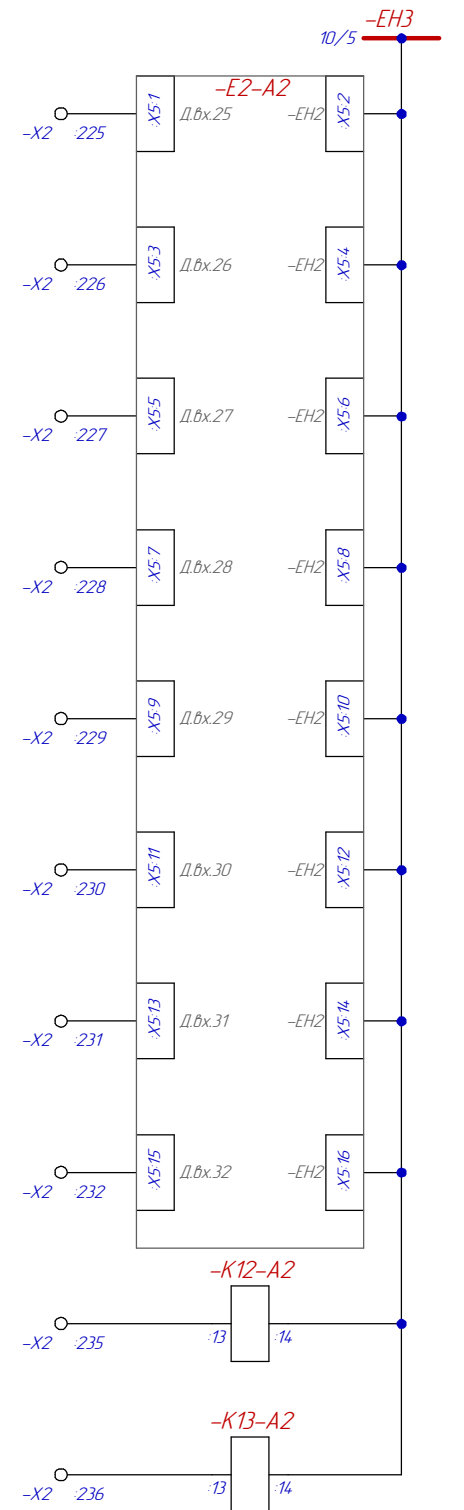 -EH3
10/5
-E2-A2
-X2 :225 :X5:1 Д.вх.25 -EH2 :X5:2
-X2 :226 :X5:3 Д.вх.26 -EH2 :X5:4
-X2 :227 :X5:5 Д.вх.27 -EH2 :X5:6
-X2 :228 :X5:7 Д.вх.28 -EH2 :X5:8
-X2 :229 :X5:9 Д.вх.29 -EH2 :X5:10
-X2 :230 :X5:11 Д.вх.30 -EH2 :X5:12
-X2 :231 :X5:13 Д.вх.31 -EH2 :X5:14
-X2 :232 :X5:15 Д.вх.32 -EH2 :X5:16
-K12-A2
-X2 :235 :13 :14
-K13-A2
-X2 :236 :13 :14